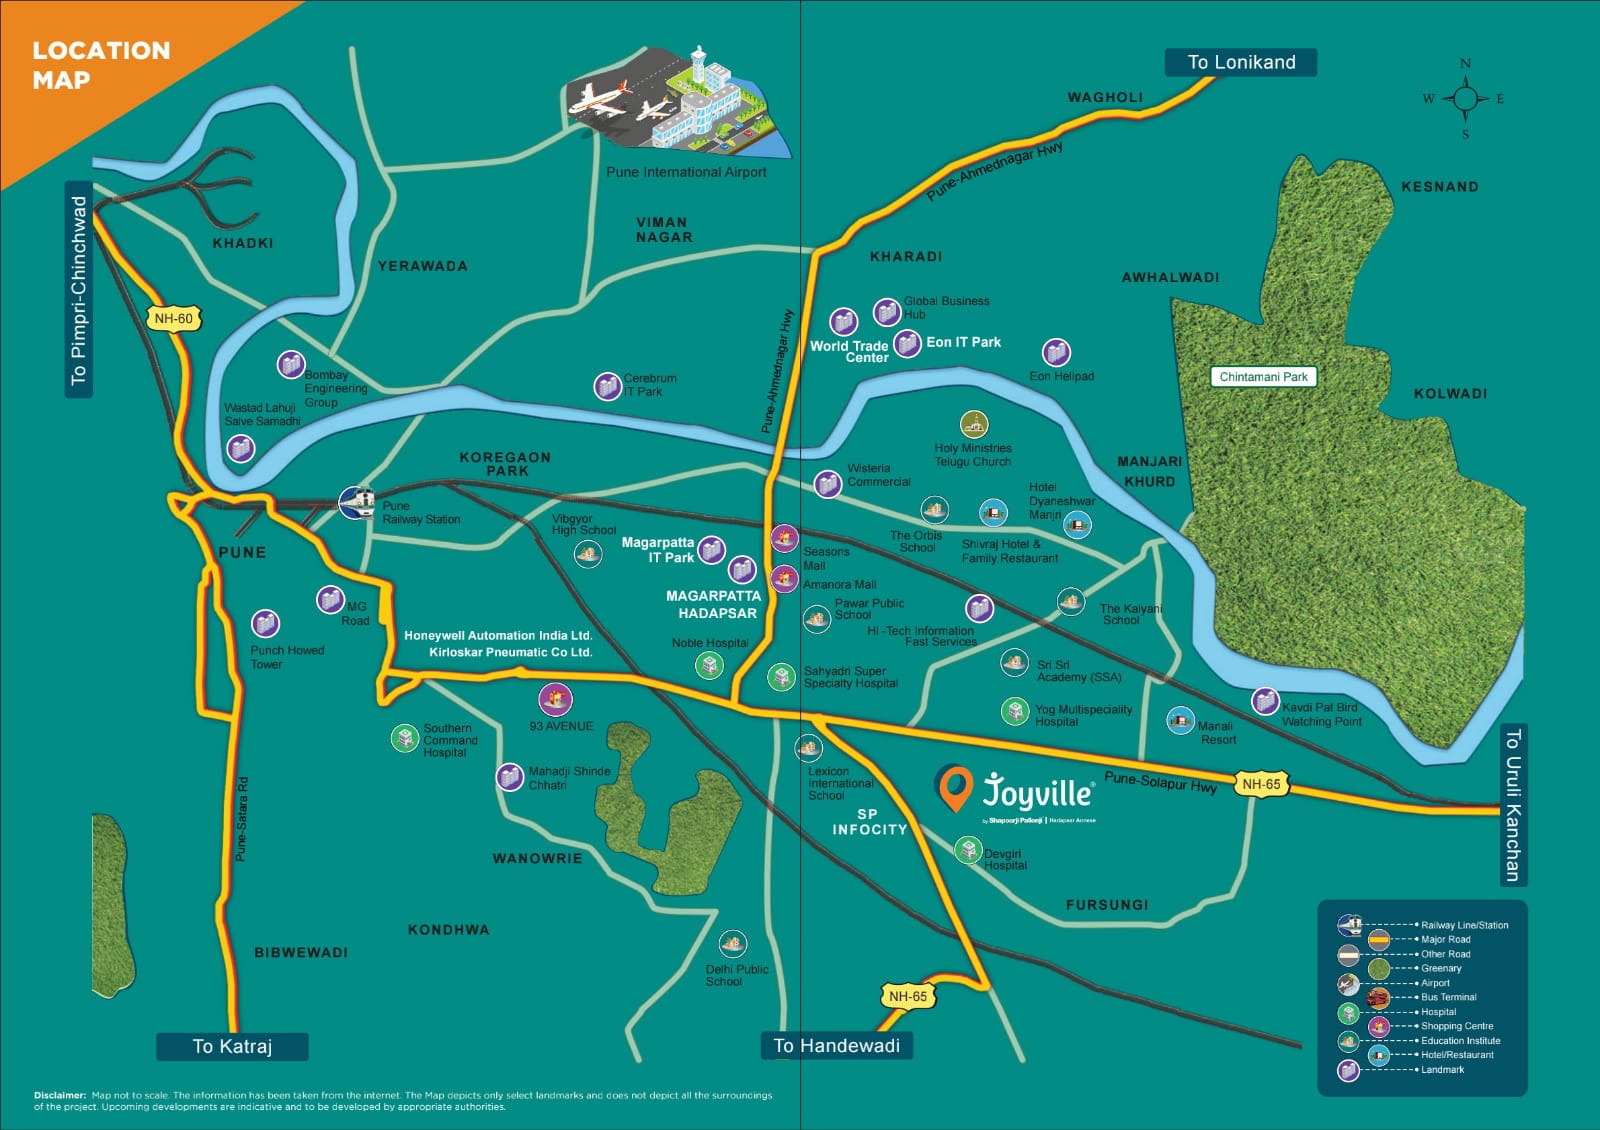 LOCATION
MAP
To Lonikand
N
W
E
S
WAGHOLI
Pune-Ahmednagar Hwy
KESNAND
Pune International Airport
To Pimpri-Chinchwad
KHADKI
VIMAN
NAGAR
YERAWADA
KHARADI
AWHALWADI
NH-60
Global Business
Hub
World Trade
Center
Eon IT Park
Pune-Ahmednagar Hwy
Eon Helipad
Chintamani Park
KOLWADI
Bombay
Engineering
Group
Cerebrum
IT Park
Wastad Lahuji
Salve Samadhi
Holy Ministries
Telugu Church
KOREGAON
PARK
MANJARI
KHURD
Wisteria
Commercial
Hotel
Dyaneshwar
Manjri
Pune
Railway Station
Vibgyor
High School
The Orbis
School
Shivraj Hotel &
Family Restaurant
PUNE
Magarpatta
IT Park
Seasons
Mall
Amanora Mall
MAGARPATTA
HADAPSAR
Pawar Public
School
MG
Road
The Kalyani
School
Hi -Tech Information
Fast Services
Punch Howed
Tower
Honeywell Automation India Ltd.
Kirloskar Pneumatic Co Ltd.
Noble Hospital
Sahyadri Super
Specialty Hospital
Sri Sri
Academy (SSA)
93 AVENUE
Yog Multispeciality
Hospital
Manali
Resort
Kavdi Pat Bird
Watching Point
Southern
Command
Hospital
Mahadji Shinde
Chhatri
Lexicon
International
School
Joyville®
by Shapoorji Pallonji | Hadapsar Annexe
Pune-Solapur Hwy
NH-65
To Uruli Kanchan
SP
INFOCITY
Pune-Satara Rd
WANOWRIE
Devgiri
Hospital
FURSUNGI
KONDHWA
BIBWEWADI
Delhi Public
School
NH-65
To Katraj
To Handewadi
Railway Line/Station
Major Road
Other Road
Greenary
Airport
Bus Terminal
Hospital
Shopping Centre
Education Institute
Hotel/Restaurant
Landmark
Disclaimer: Map not to scale. The information has been taken from the internet. The Map depicts only select landmarks and does not depict all the surroundings
of the project. Upcoming developments are indicative and to be developed by appropriate authorities.